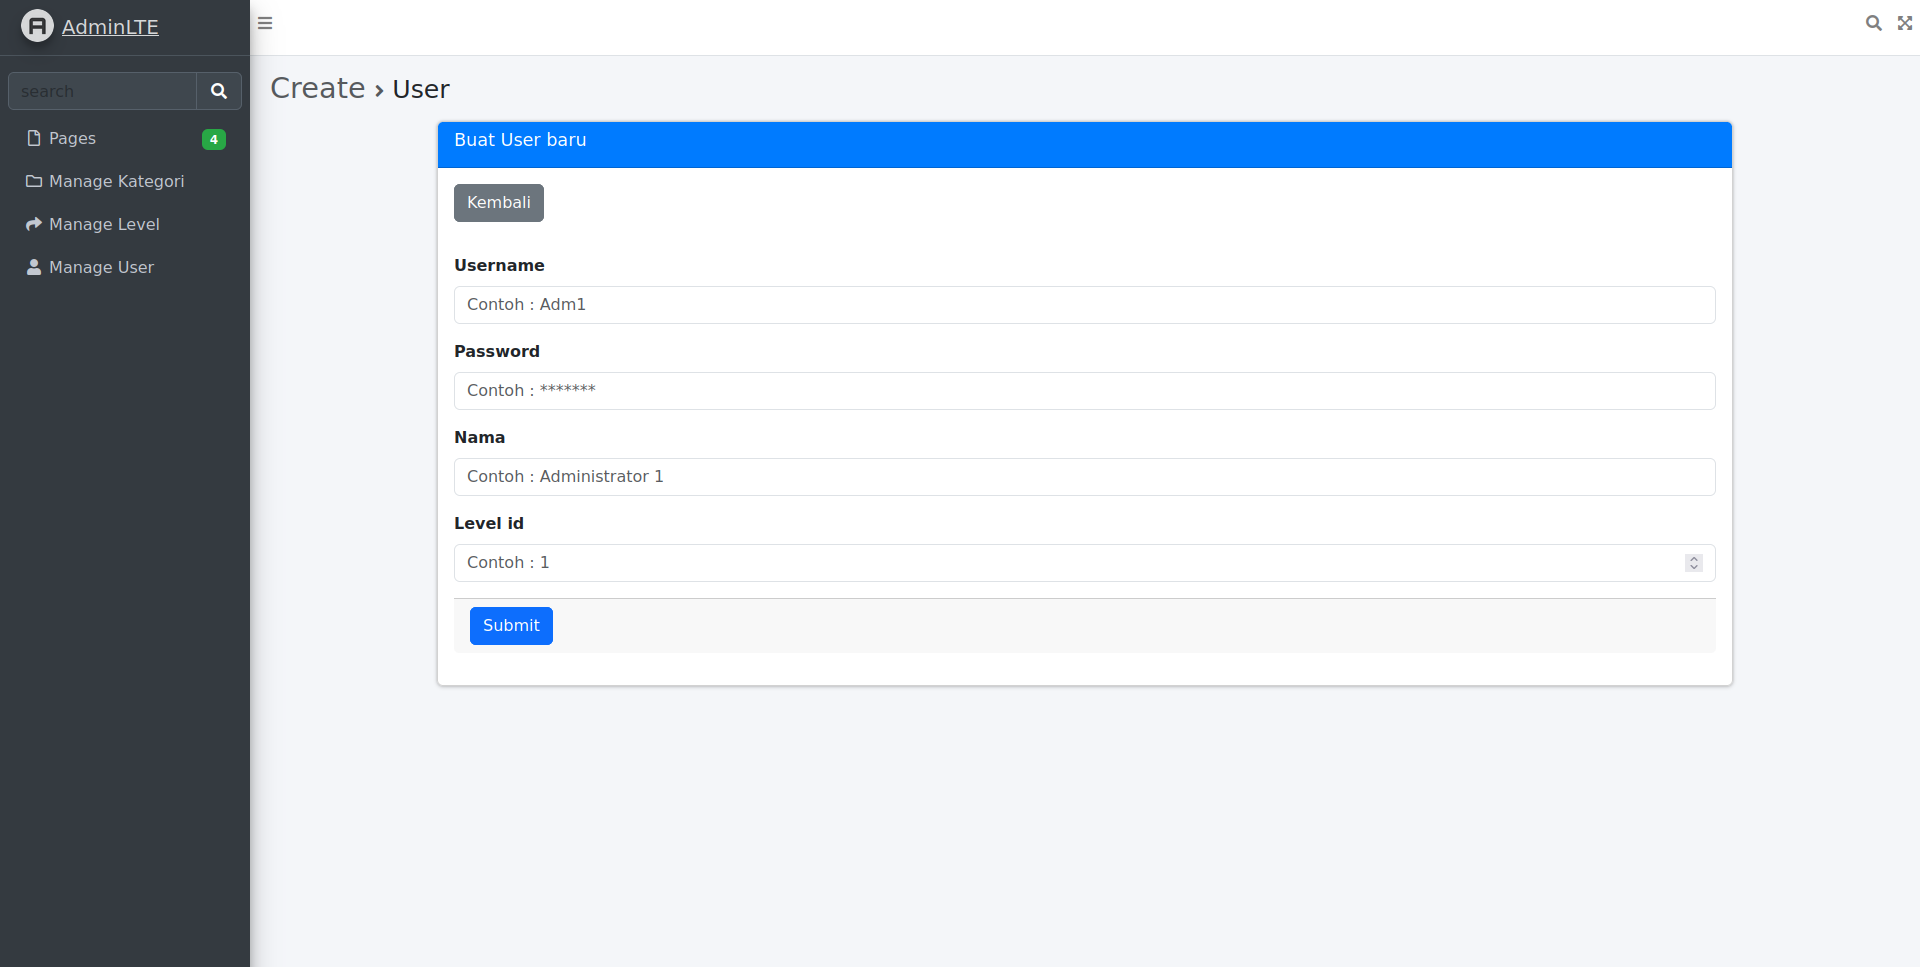 AdminLTE
search
Pages 4
Manage Kategori
Manage Level
Manage User
Create › User
Buat User baru
Kembali
Username
Contoh : Adm1
Password
Contoh : *******
Nama
Contoh : Administrator 1
Level id
Contoh : 1
Submit